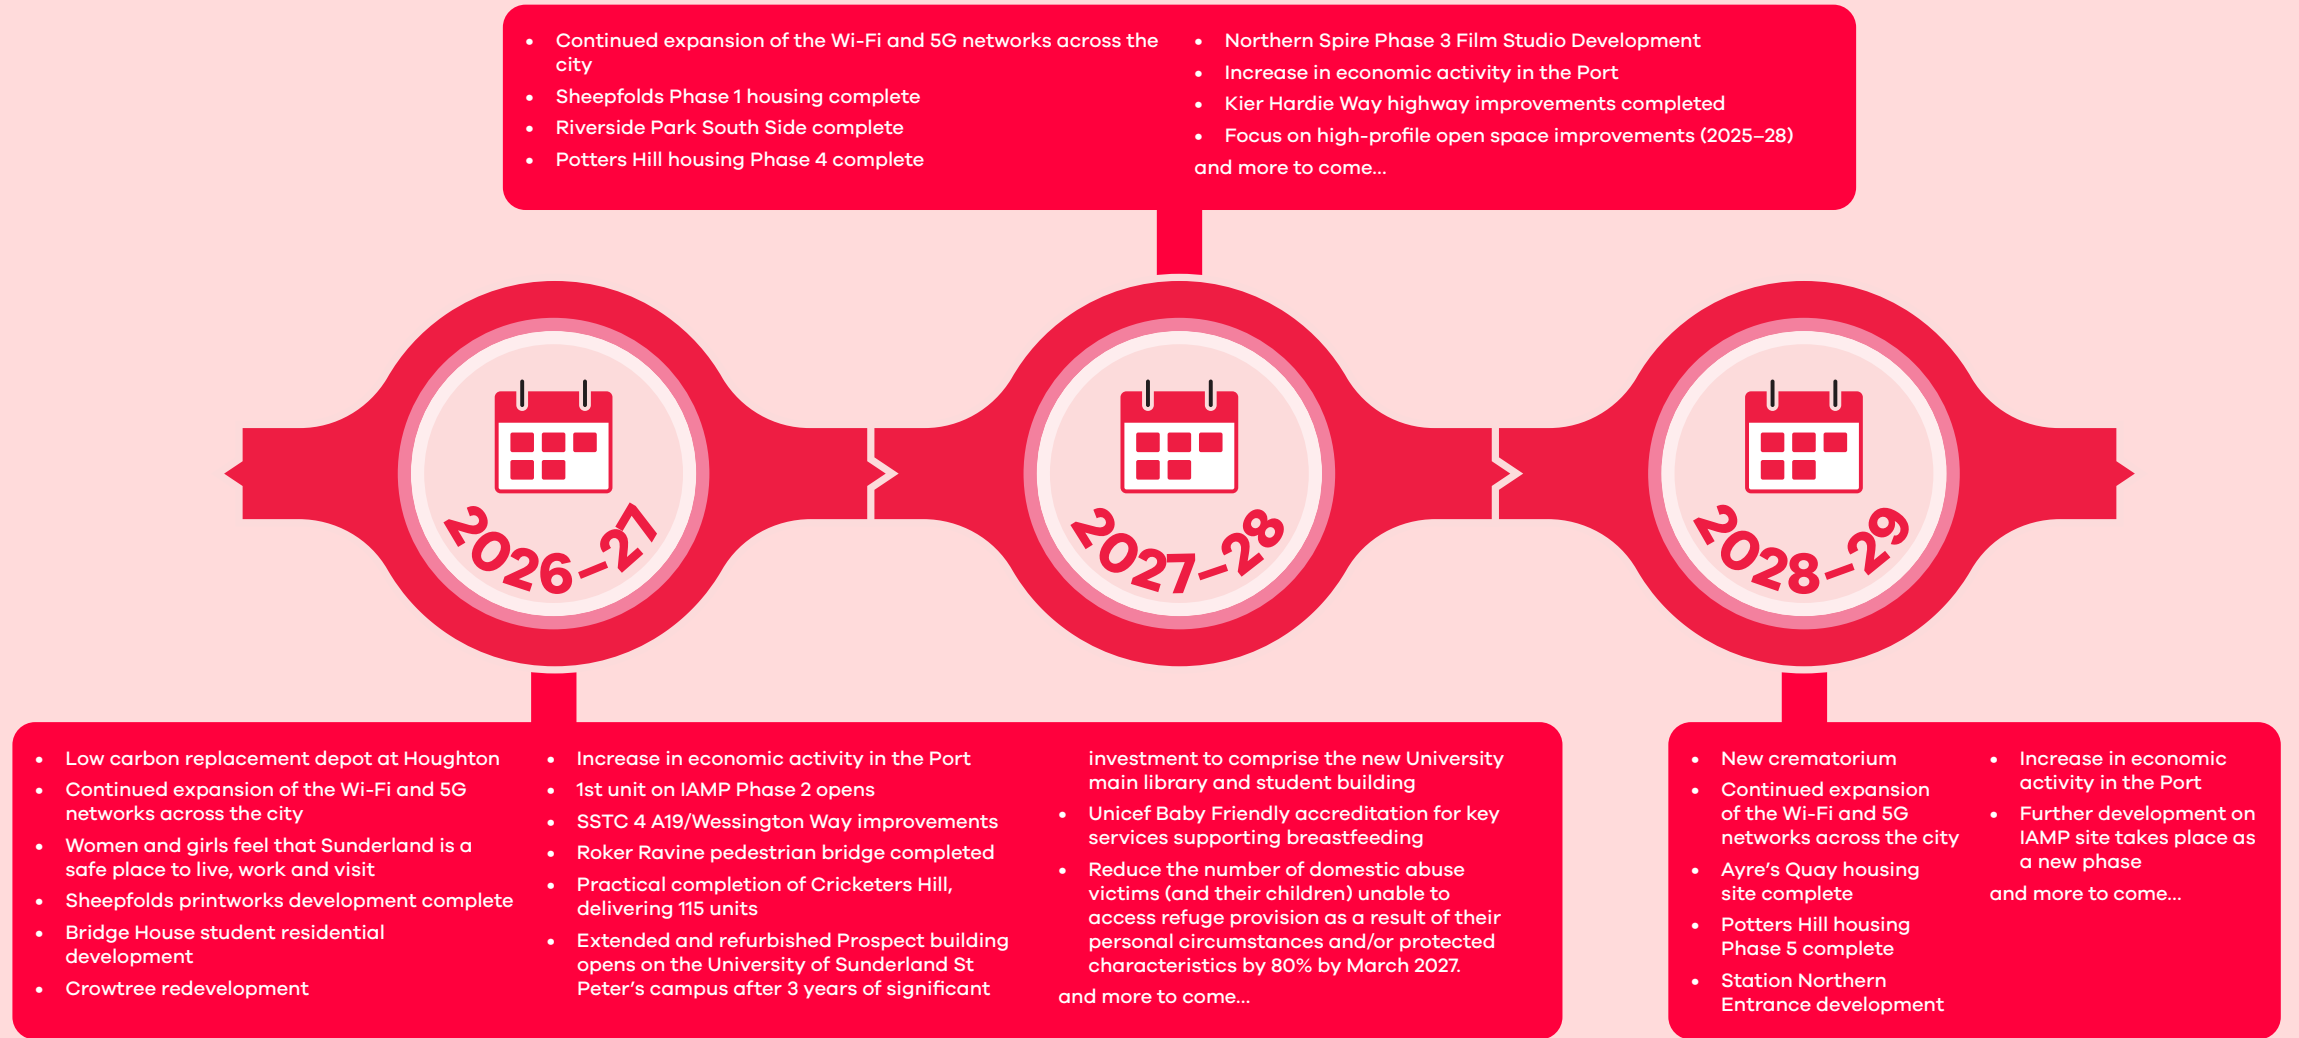 • Continued expansion of the Wi-Fi and 5G networks across the
city
• Sheepfolds Phase 1 housing complete
• Riverside Park South Side complete
• Potters Hill housing Phase 4 complete
• Northern Spire Phase 3 Film Studio Development
• Increase in economic activity in the Port
• Kier Hardie Way highway improvements completed
• Focus on high-profile open space improvements (2025–28)
and more to come...
2026–27
2027–28
2028–29
• Low carbon replacement depot at Houghton
• Continued expansion of the Wi-Fi and 5G
networks across the city
• Women and girls feel that Sunderland is a
safe place to live, work and visit
• Sheepfolds printworks development complete
• Bridge House student residential
development
• Crowtree redevelopment
• Increase in economic activity in the Port
• 1st unit on IAMP Phase 2 opens
• SSTC 4 A19/Wessington Way improvements
• Roker Ravine pedestrian bridge completed
• Practical completion of Cricketers Hill,
delivering 115 units
• Extended and refurbished Prospect building
opens on the University of Sunderland St
Peter's campus after 3 years of significant
investment to comprise the new University
main library and student building
• Unicef Baby Friendly accreditation for key
services supporting breastfeeding
• Reduce the number of domestic abuse
victims (and their children) unable to
access refuge provision as a result of their
personal circumstances and/or protected
characteristics by 80% by March 2027.
and more to come...
• New crematorium
• Continued expansion
of the Wi-Fi and 5G
networks across the city
• Ayre's Quay housing
site complete
• Potters Hill housing
Phase 5 complete
• Station Northern
Entrance development
• Increase in economic
activity in the Port
• Further development on
IAMP site takes place as
a new phase
and more to come...